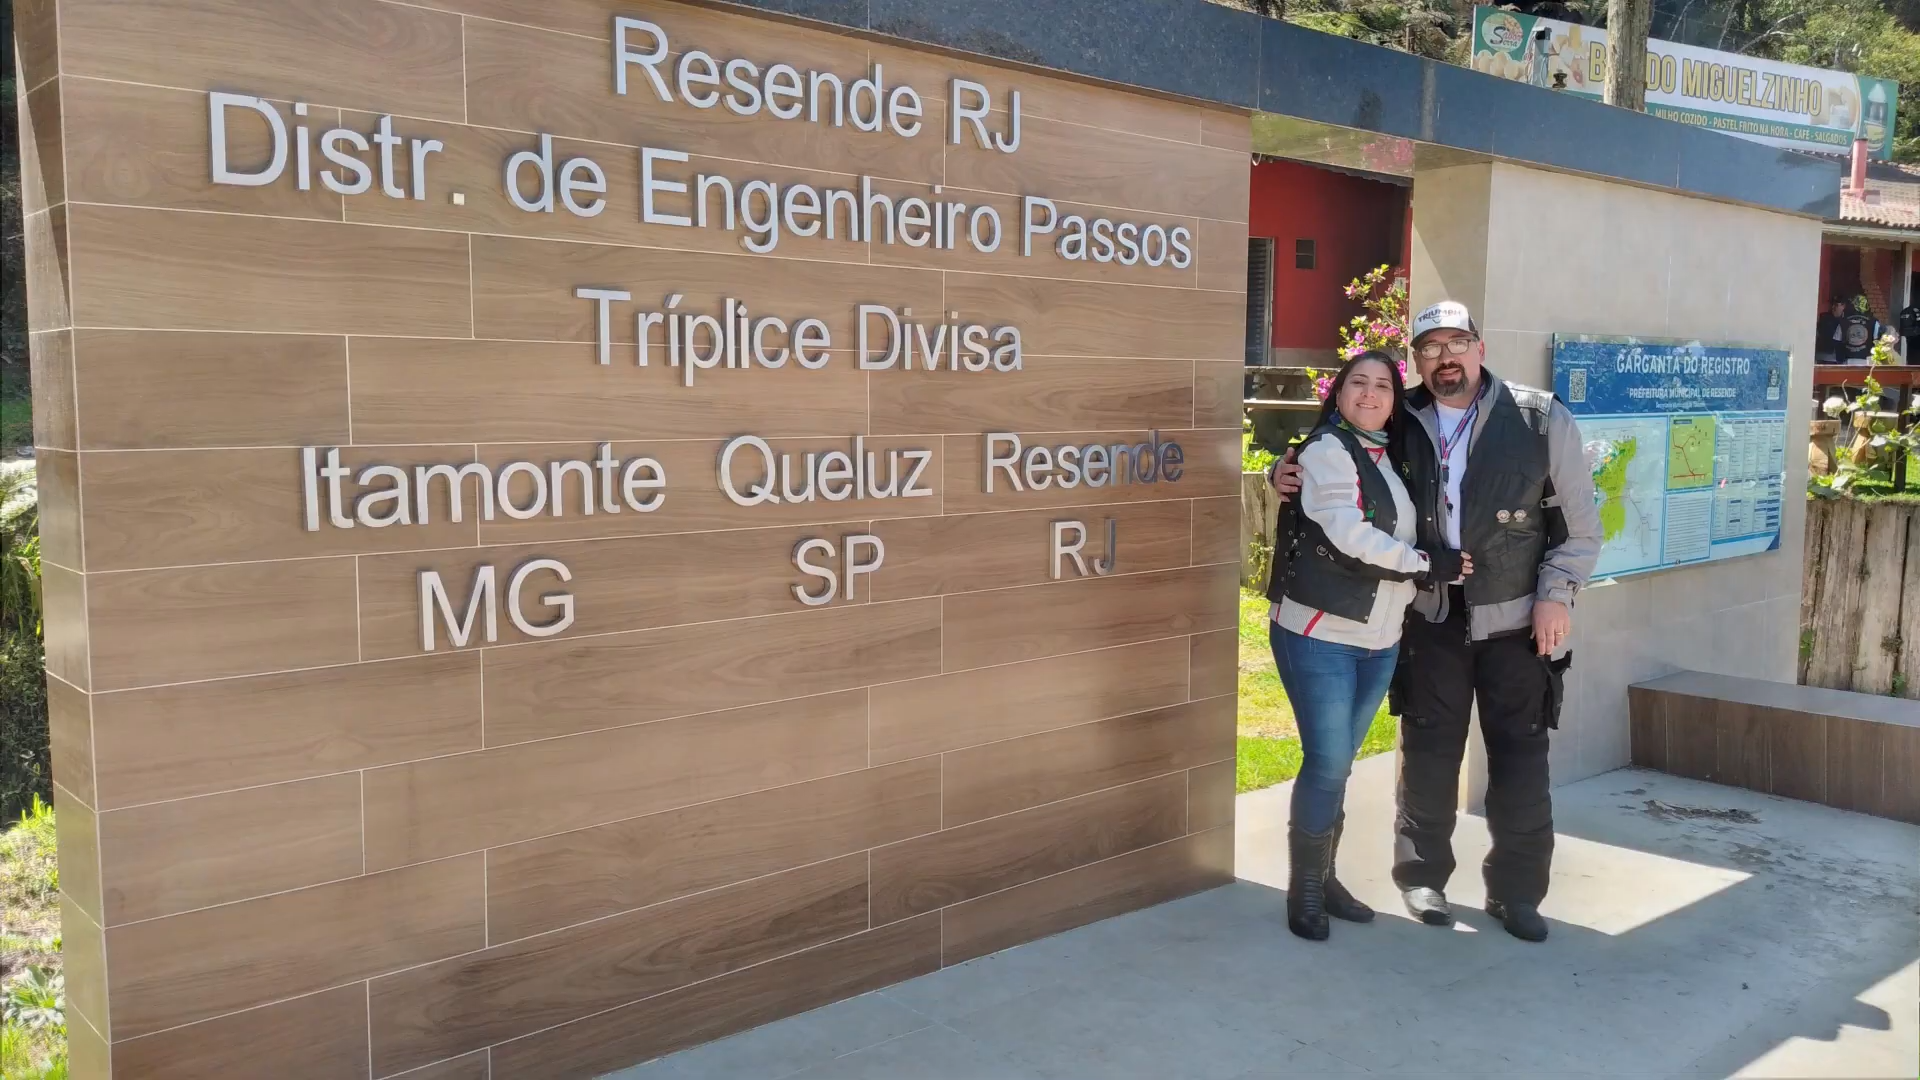 Resende RJ
Distr. de Engenheiro Passos
Tríplice Divisa
Itamonte Queluz Resende
MG SP RJ
DO MIGUELZINHO
MILHO COZIDO - PASTEL FRITO NA HORA - CAFÉ - SALGADOS
TRIUMPH
GARGANTA DO REGISTRO
PREFEITURA MUNICIPAL DE RESENDE